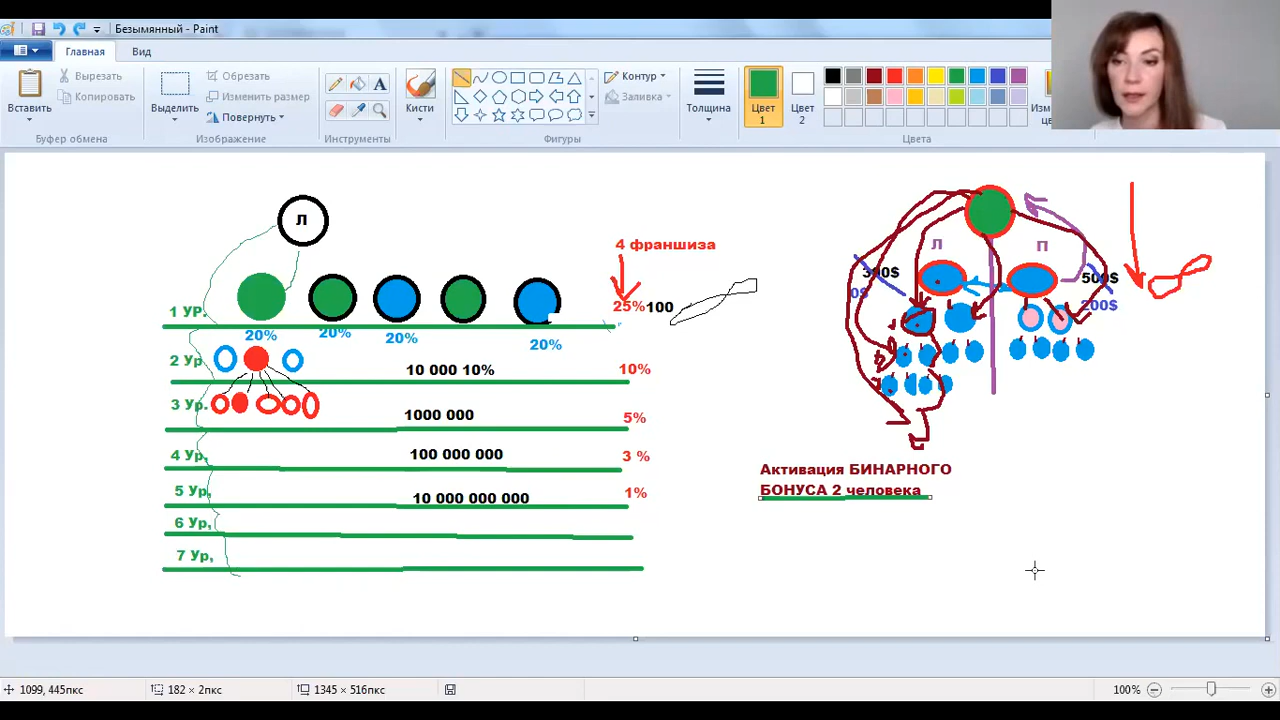 Безымянный - Paint
Главная
Вид
Вставить
Вырезать
Копировать
Буфер обмена
Выделить
Обрезать
Изменить размер
Повернуть
Изображение
Инструменты
Кисти
Фигуры
Контур
Заливка
Толщина
Цвет 1
Цвет 2
Цвета
Л
4 франшиза
1 УР.
25%
100
20%
20%
20%
20%
2 Ур
10 000 10%
10%
3 Ур.
1000 000
5%
4 Ур,
100 000 000
3 %
5 Ур,
10 000 000 000
1%
6 Ур,
7 Ур,
Л
П
300$
500$
0$
200$
Активация БИНАРНОГО
БОНУСА 2 человека
1099, 445пкс
182 × 2пкс
1345 × 516пкс
100%